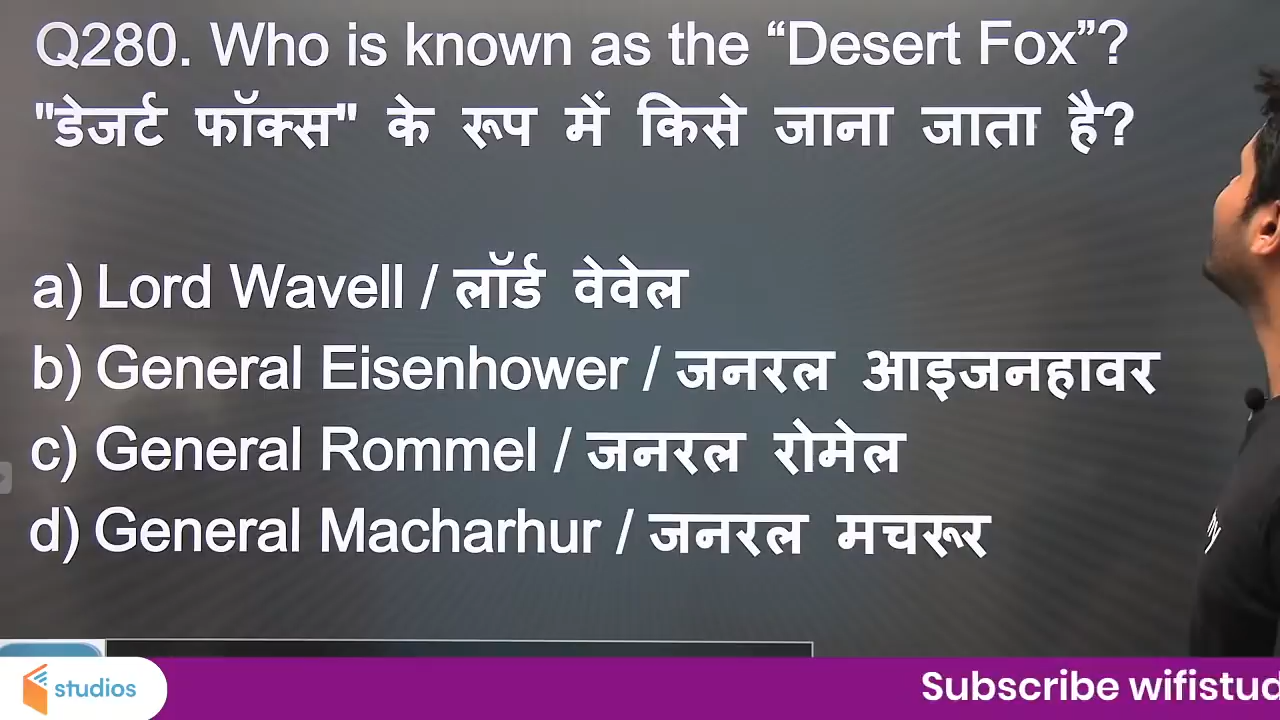 Q280. Who is known as the “Desert Fox”?
"डेजर्ट फॉक्स" के रूप में किसे जाना जाता है?
a) Lord Wavell / लॉर्ड वेवेल
b) General Eisenhower / जनरल आइजनहावर
c) General Rommel / जनरल रोमेल
d) General Macharhur / जनरल मचरूर
studios
Subscribe wifistud